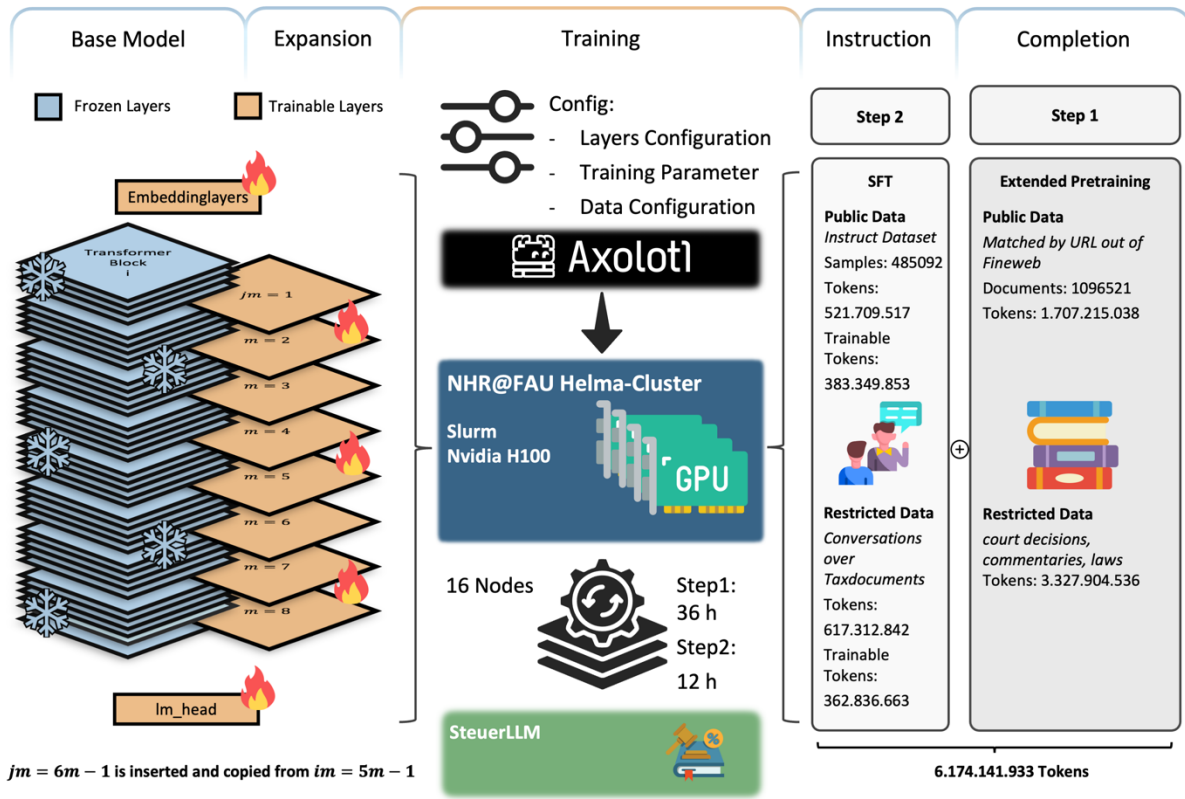 Base Model
Expansion
Training
Instruction
Completion
Frozen Layers
Trainable Layers
Embeddinglayers
Transformer
Block
i
jm = 1
m = 2
m = 3
m = 4
m = 5
m = 6
m = 7
m = 8
lm_head
jm = 6m − 1 is inserted and copied from im = 5m − 1
Config:
- Layers Configuration
- Training Parameter
- Data Configuration
Axolotl
NHR@FAU Helma-Cluster
Slurm
Nvidia H100
GPU
16 Nodes
Step1:
36 h
Step2:
12 h
SteuerLLM
%
Step 2
SFT
Public Data
Instruct Dataset
Samples: 485092
Tokens:
521.709.517
Trainable
Tokens:
383.349.853
Restricted Data
Conversations
over
Taxdocuments
Tokens:
617.312.842
Trainable
Tokens:
362.836.663
Step 1
Extended Pretraining
Public Data
Matched by URL out of
Fineweb
Documents: 1096521
Tokens: 1.707.215.038
Restricted Data
court decisions,
commentaries, laws
Tokens: 3.327.904.536
6.174.141.933 Tokens